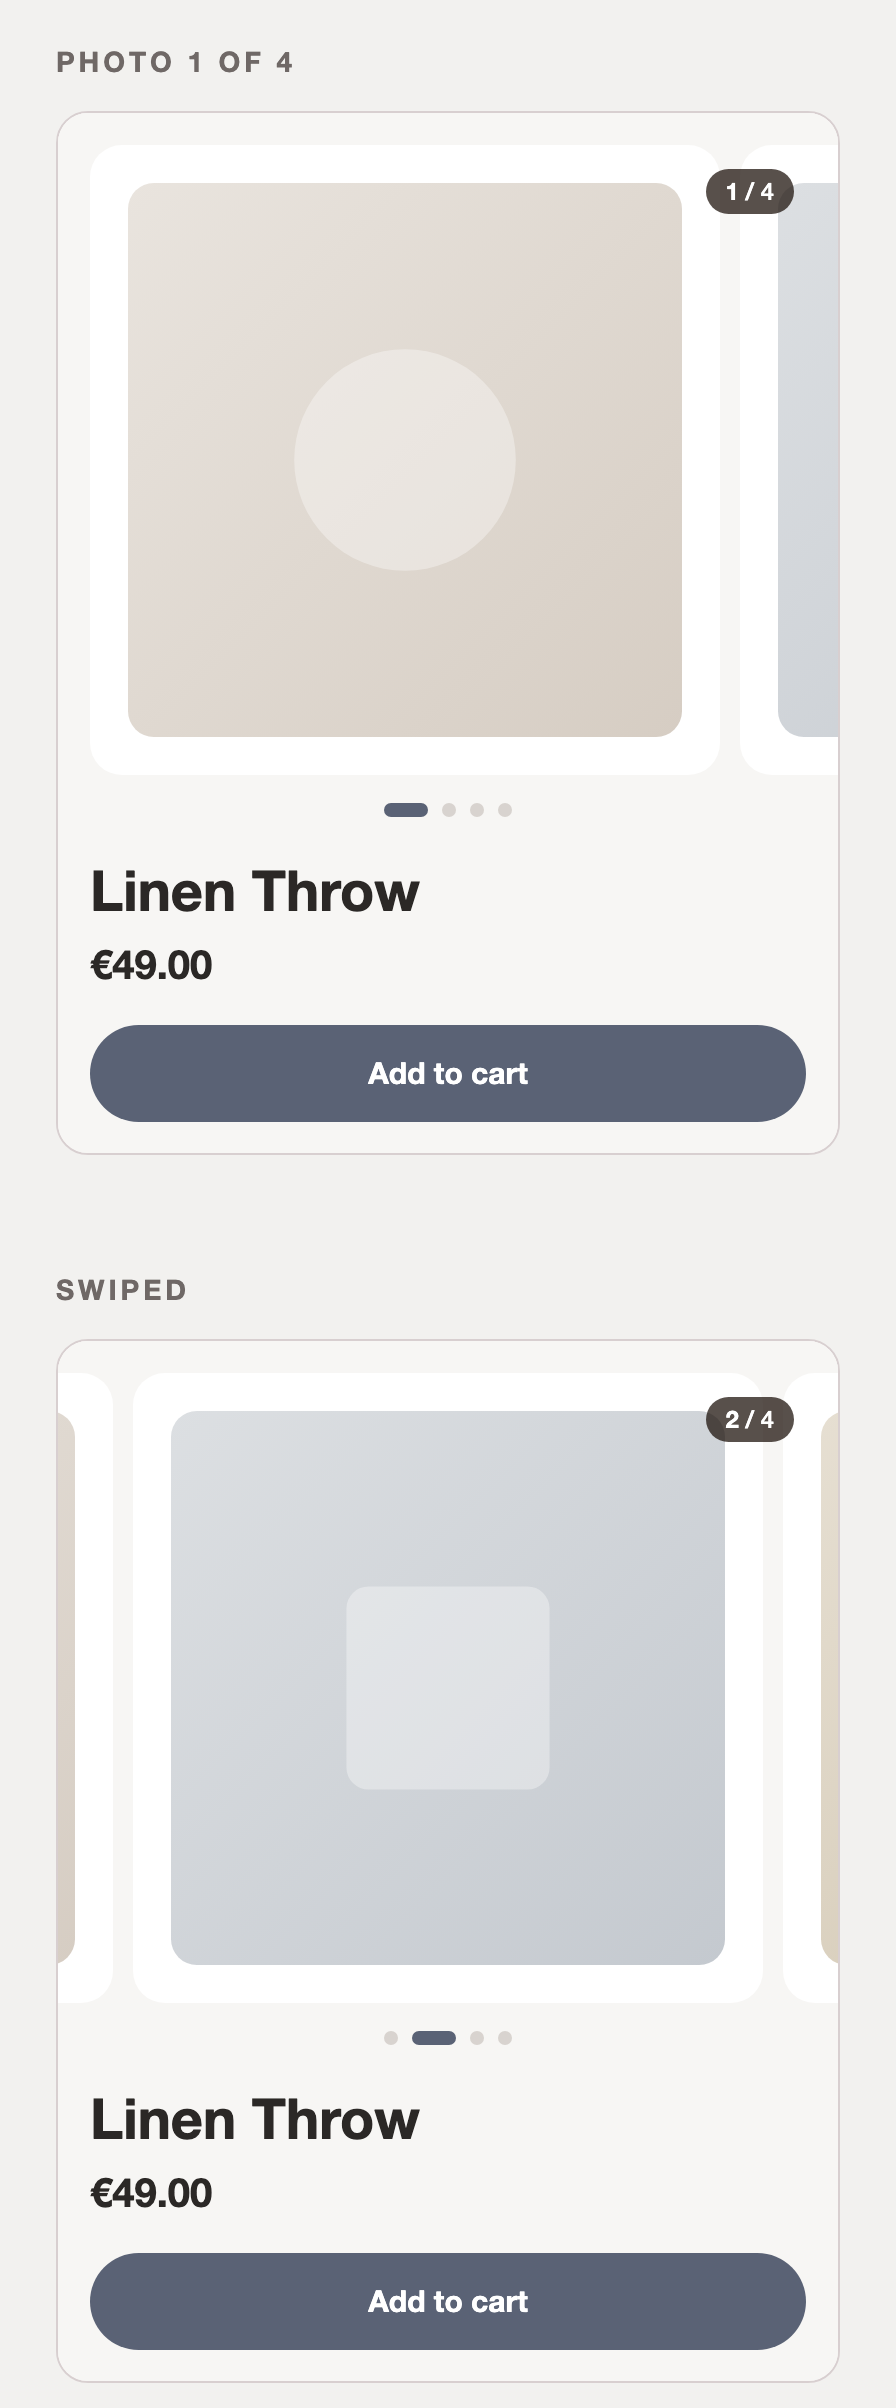 PHOTO 1 OF 4
1 / 4
Linen Throw
€49.00
Add to cart
SWIPED
2 / 4
Linen Throw
€49.00
Add to cart